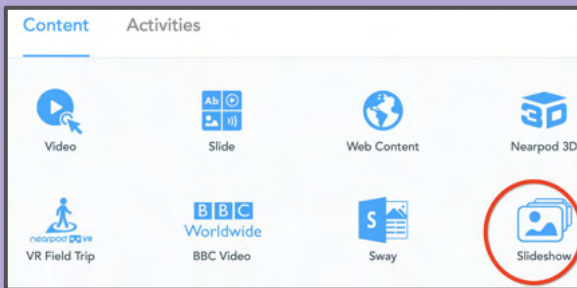 Content Activities
Ab
3D
Video Slide Web Content Nearpod 3D
nearpod VR
BBC
Worldwide
S
VR Field Trip BBC Video Sway Slideshow